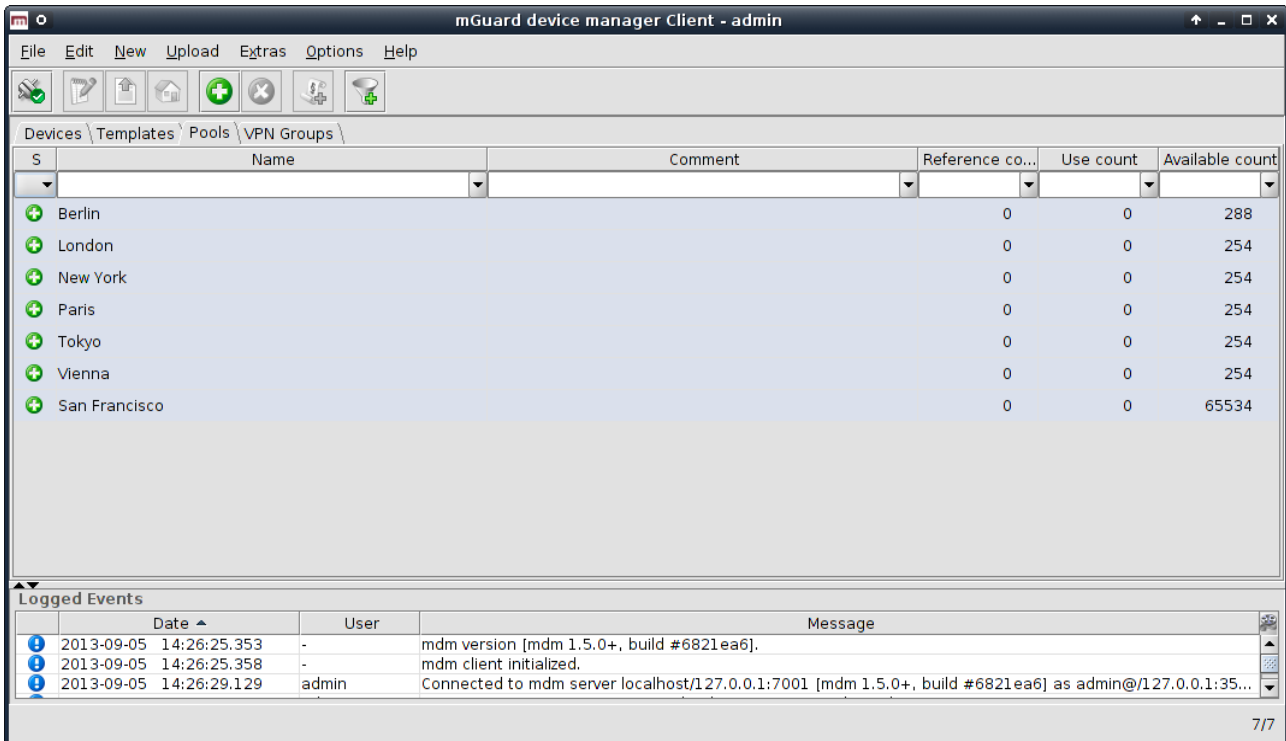 mGuard device manager Client - admin
File Edit New Upload Extras Options Help
Devices Templates Pools VPN Groups
S Name Comment Reference co... Use count Available count
Berlin 0 0 288
London 0 0 254
New York 0 0 254
Paris 0 0 254
Tokyo 0 0 254
Vienna 0 0 254
San Francisco 0 0 65534
Logged Events
Date User Message
2013-09-05 14:26:25.353 - mdm version [mdm 1.5.0+, build #6821ea6].
2013-09-05 14:26:25.358 - mdm client initialized.
2013-09-05 14:26:29.129 admin Connected to mdm server localhost/127.0.0.1:7001 [mdm 1.5.0+, build #6821ea6] as admin@/127.0.0.1:35...
7/7